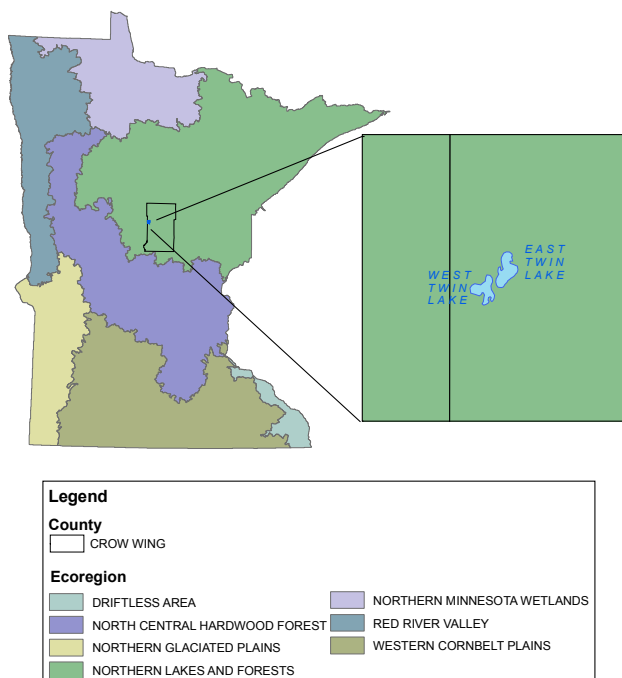 EAST
TWIN
LAKE
WEST
TWIN
LAKE
Legend
County
CROW WING
Ecoregion
DRIFTLESS AREA
NORTH CENTRAL HARDWOOD FOREST
NORTHERN GLACIATED PLAINS
NORTHERN LAKES AND FORESTS
NORTHERN MINNESOTA WETLANDS
RED RIVER VALLEY
WESTERN CORNBELT PLAINS